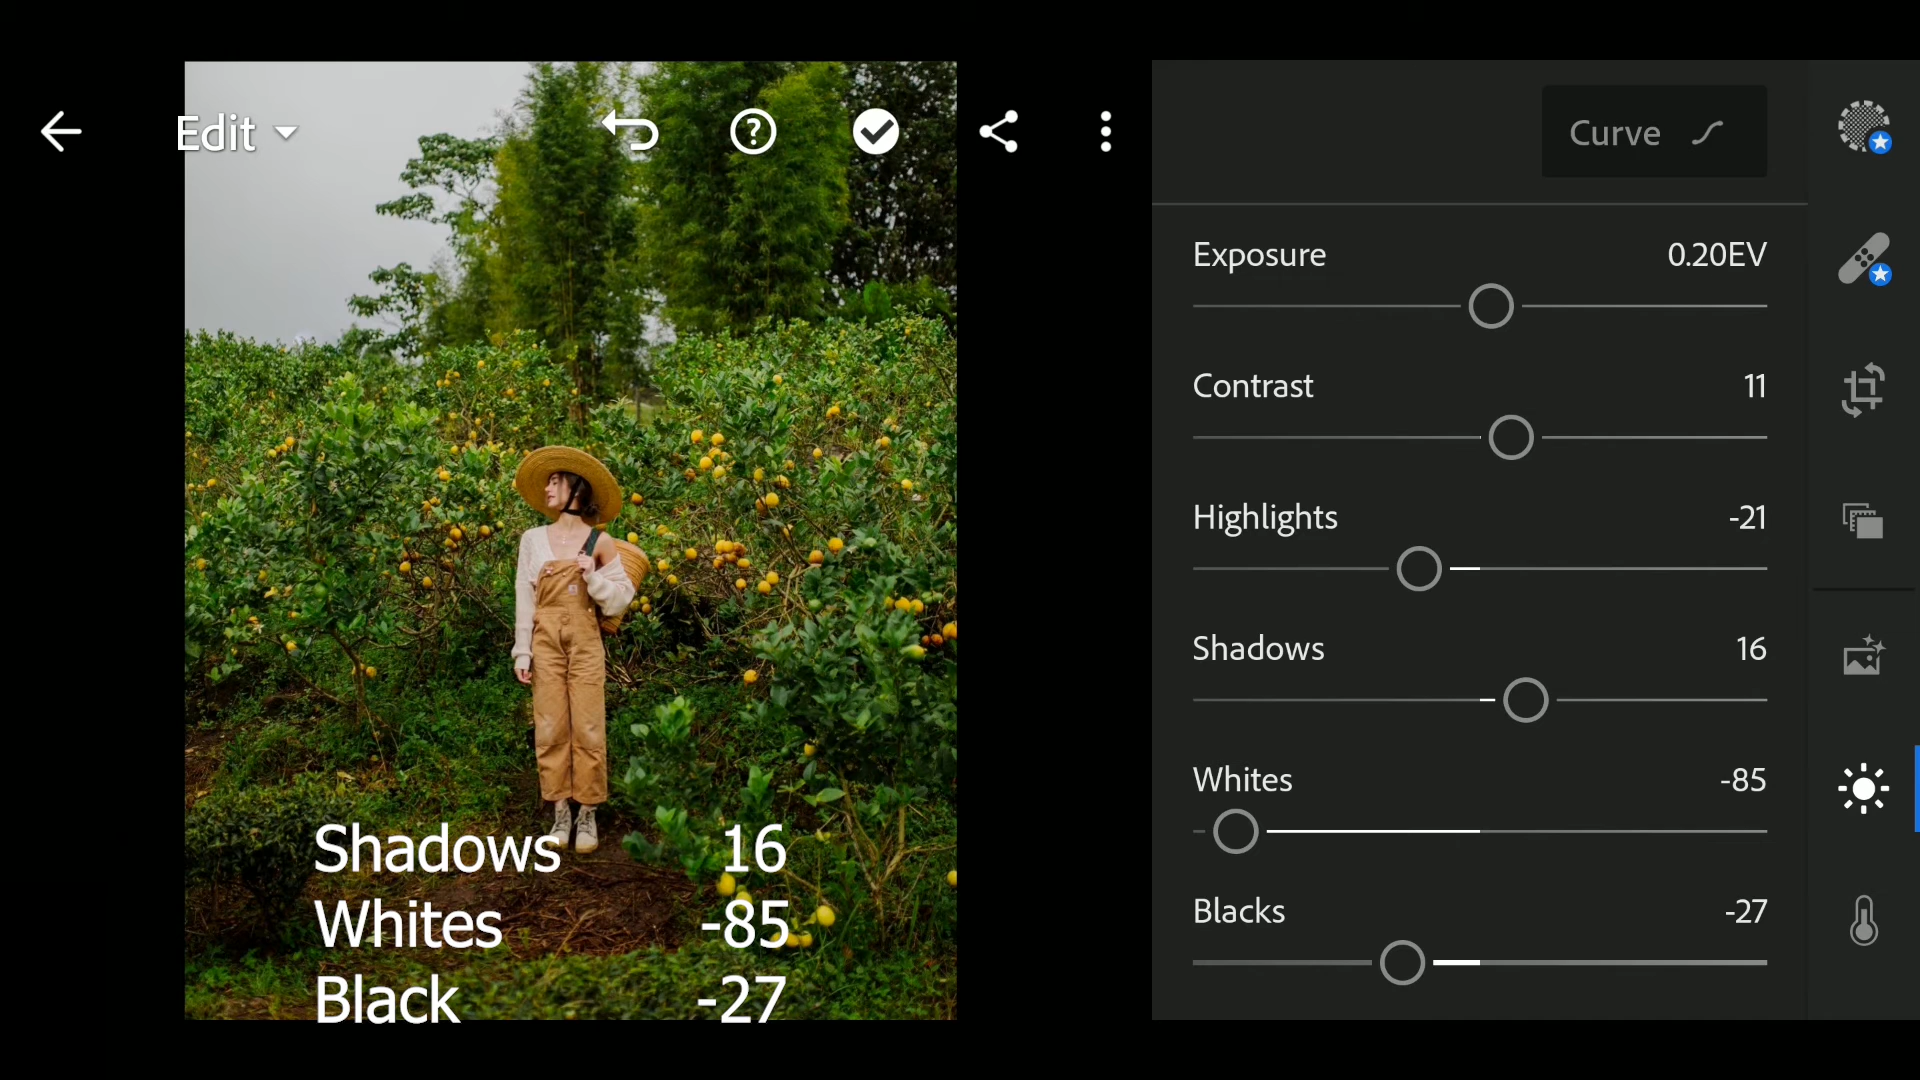 Edit
Curve
Exposure 0.20EV
Contrast 11
Highlights -21
Shadows 16
Whites -85
Blacks -27
Shadows 16
Whites -85
Black -27